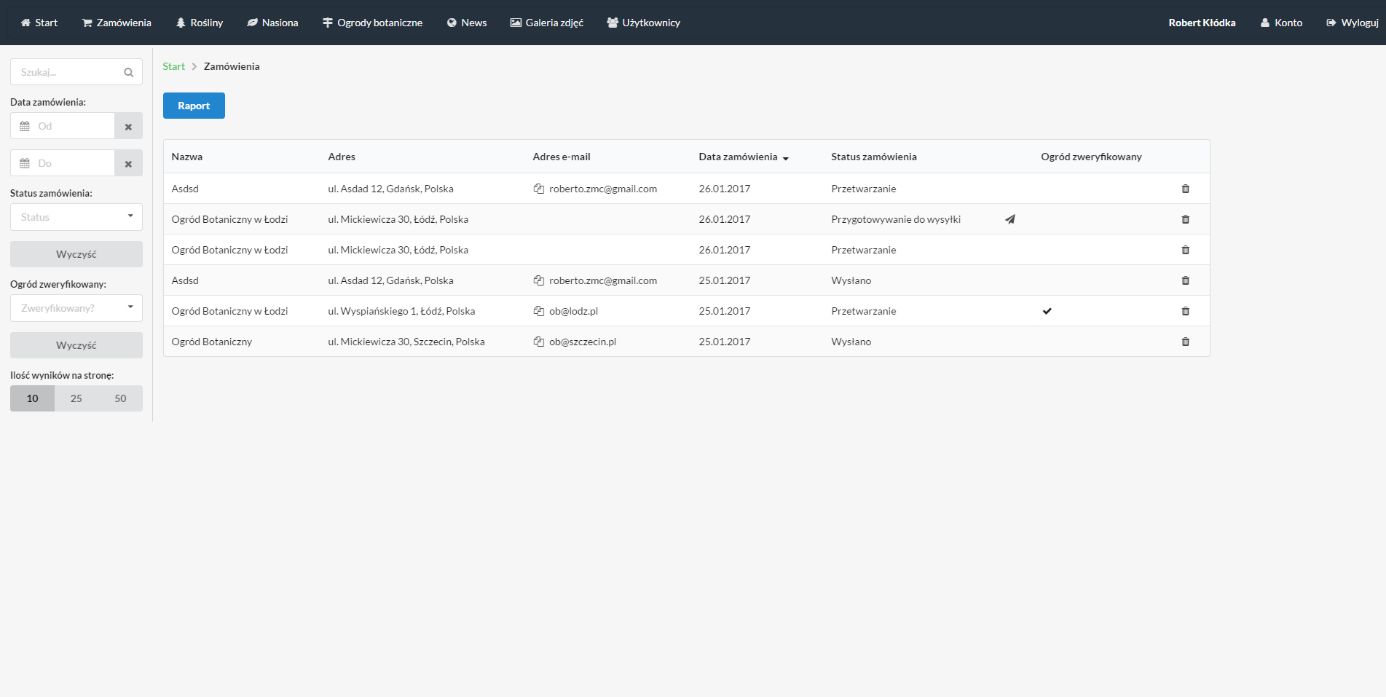 Start Zamówienia Rośliny Nasiona Ogrody botaniczne News Galeria zdjęć Użytkownicy Robert Kłódka Konto Wyloguj
Szukaj...
Data zamówienia:
Od
Do
Status zamówienia:
Status
Wyczyść
Ogród zweryfikowany:
Zweryfikowany?
Wyczyść
Ilość wyników na stronę:
10 25 50
Start Zamówienia
Raport
Nazwa Adres Adres e-mail Data zamówienia Status zamówienia Ogród zweryfikowany
Asdsd ul. Asdad 12, Gdańsk, Polska roberto.zmc@gmail.com 26.01.2017 Przetwarzanie
Ogród Botaniczny w Łodzi ul. Mickiewicza 30, Łódź, Polska 26.01.2017 Przygotowywanie do wysyłki
Ogród Botaniczny w Łodzi ul. Mickiewicza 30, Łódź, Polska 26.01.2017 Przetwarzanie
Asdsd ul. Asdad 12, Gdańsk, Polska roberto.zmc@gmail.com 25.01.2017 Wysłano
Ogród Botaniczny w Łodzi ul. Wyspiańskiego 1, Łódź, Polska ob@lodz.pl 25.01.2017 Przetwarzanie
Ogród Botaniczny ul. Mickiewicza 30, Szczecin, Polska ob@szczecin.pl 25.01.2017 Wysłano